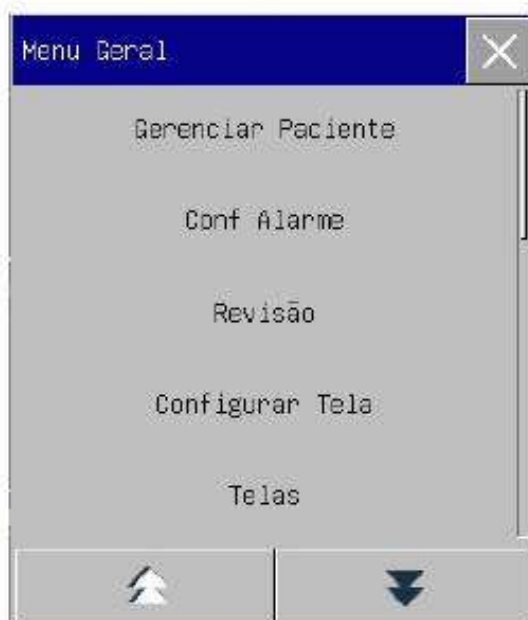 Menu Geral
Gerenciar Paciente
Conf Alarme
Revisão
Configurar Tela
Telas